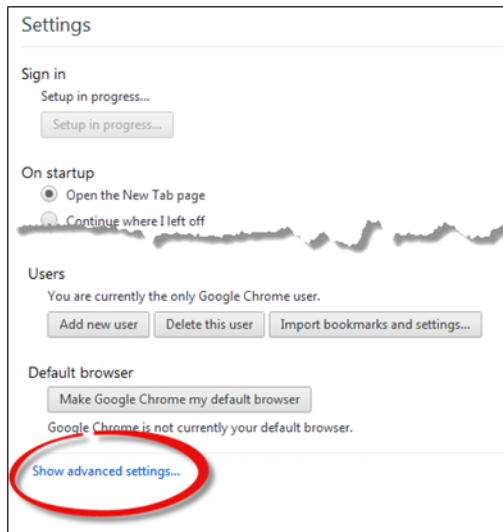 Settings
Sign in
Setup in progress...
Setup in progress...
On startup
Open the New Tab page
Continue where I left off
Users
You are currently the only Google Chrome user.
Add new user Delete this user Import bookmarks and settings...
Default browser
Make Google Chrome my default browser
Google Chrome is not currently your default browser.
Show advanced settings...